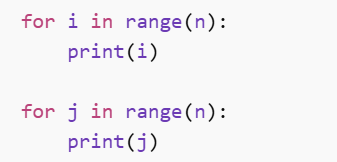 for i in range(n):
    print(i)

for j in range(n):
    print(j)